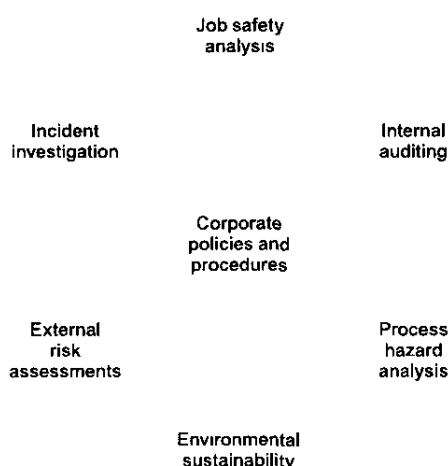 Job safety
analysis
Incident
investigation
Internal
auditing
Corporate
policies and
procedures
External
risk
assessments
Process
hazard
analysis
Environmental
sustainability